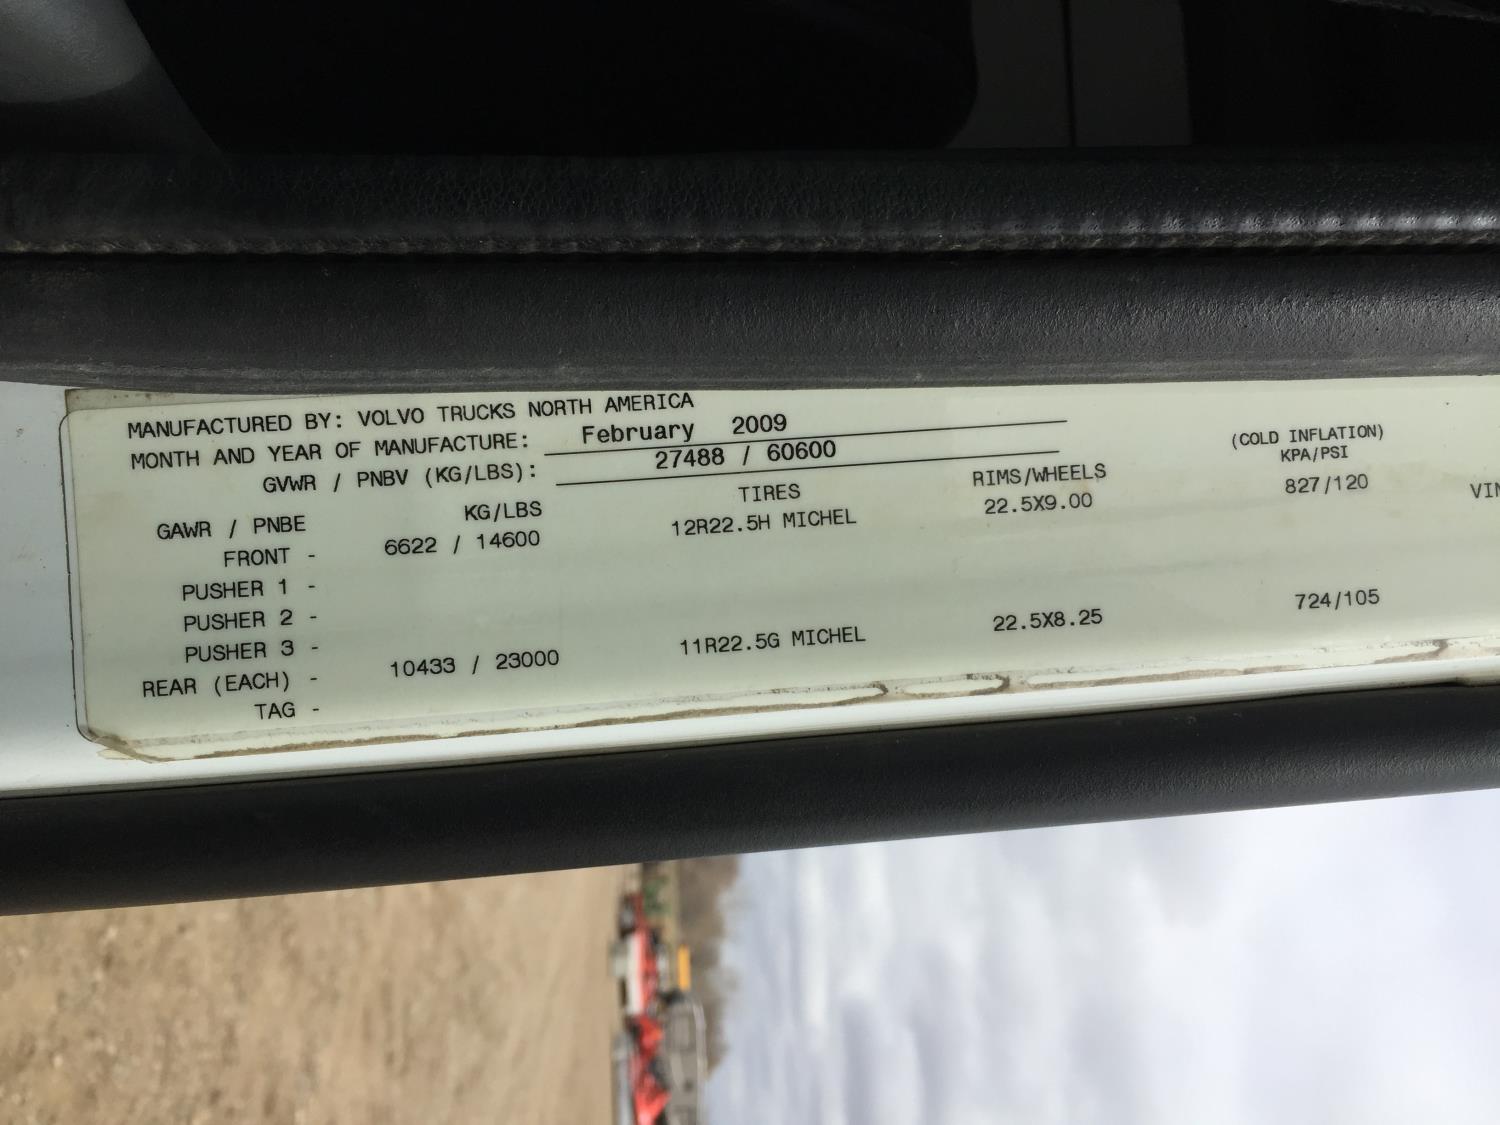 MANUFACTURED BY: VOLVO TRUCKS NORTH AMERICA
MONTH AND YEAR OF MANUFACTURE: February 2009
GVWR / PNBV (KG/LBS): 27488 / 60600
(COLD INFLATION)
GAWR / PNBE KG/LBS TIRES RIMS/WHEELS KPA/PSI
FRONT - 6622 / 14600 12R22.5H MICHEL 22.5X9.00 827/120
PUSHER 1 -
PUSHER 2 -
PUSHER 3 -
REAR (EACH) - 10433 / 23000 11R22.5G MICHEL 22.5X8.25 724/105
TAG -
VIN